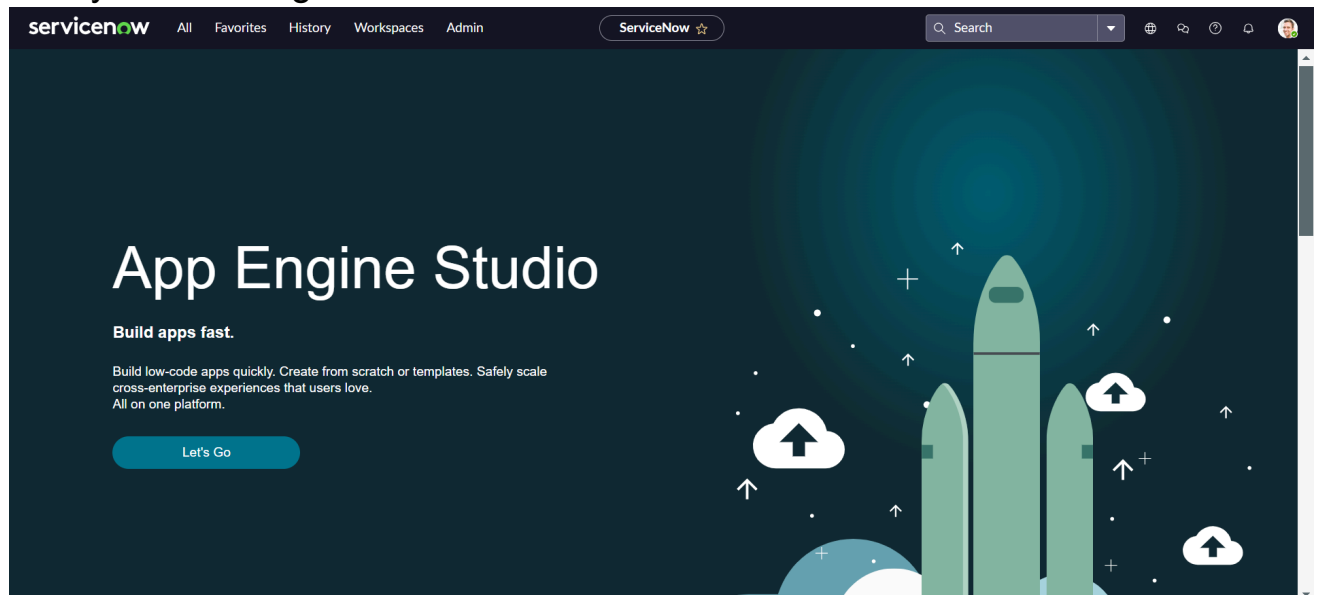 servicenow All Favorites History Workspaces Admin ServiceNow Search
App Engine Studio
Build apps fast.
Build low-code apps quickly. Create from scratch or templates. Safely scale
cross-enterprise experiences that users love.
All on one platform.
Let's Go